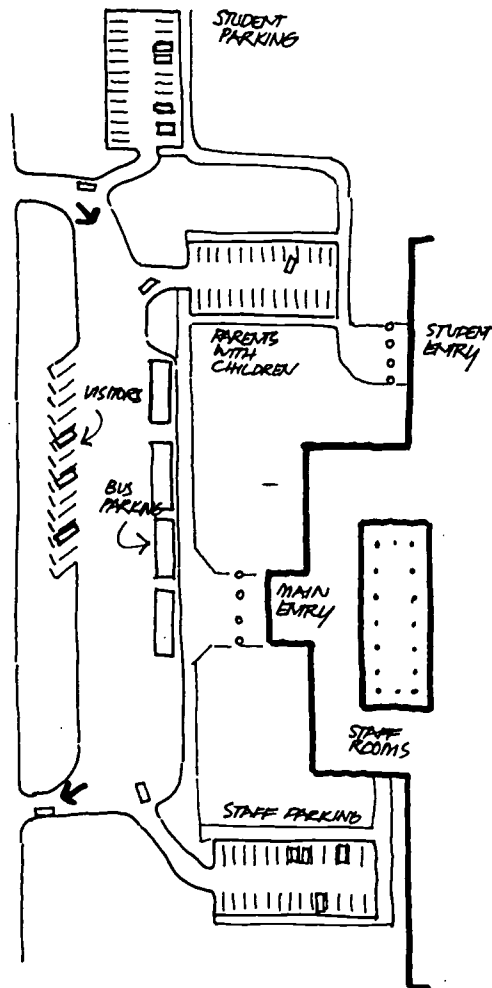 STUDENT
PARKING
STUDENT
ENTRY
PARENTS
WITH
CHILDREN
VISITORS
BUS
PARKING
MAIN
ENTRY
STAFF
ROOMS
STAFF PARKING